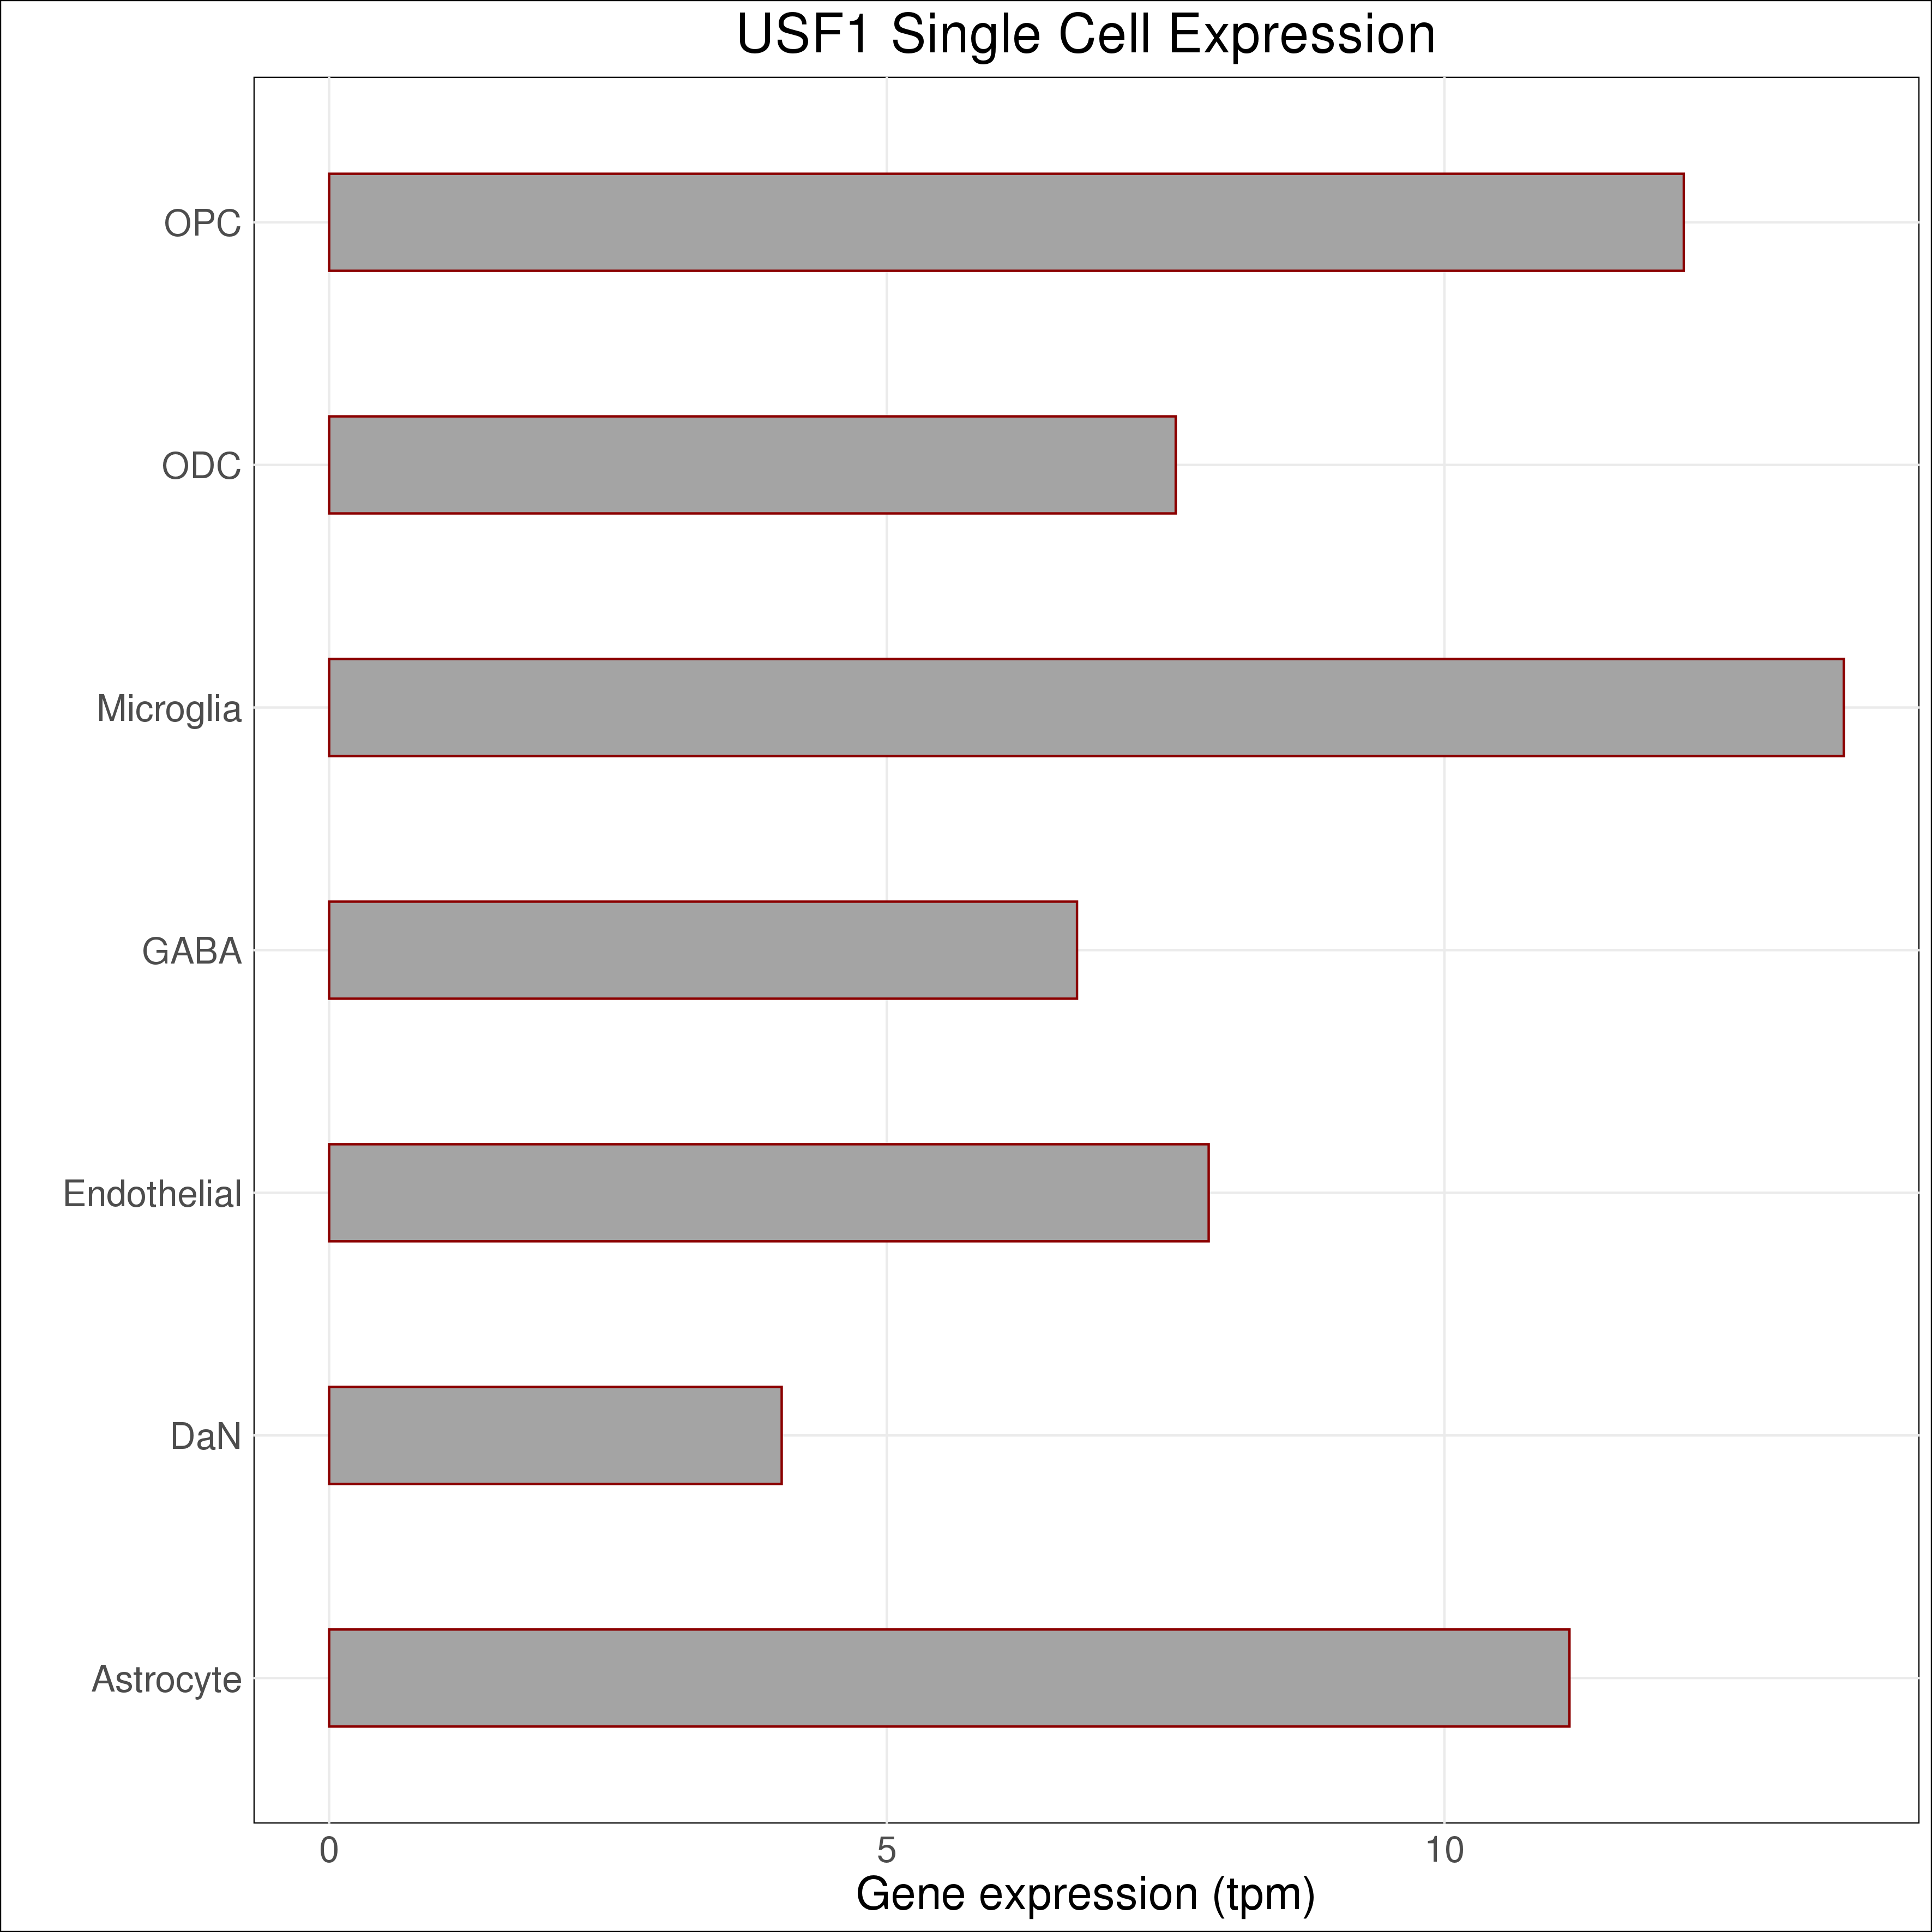 USF1 Single Cell Expression
OPC
ODC
Microglia
GABA
Endothelial
DaN
Astrocyte
0 5 10
Gene expression (tpm)